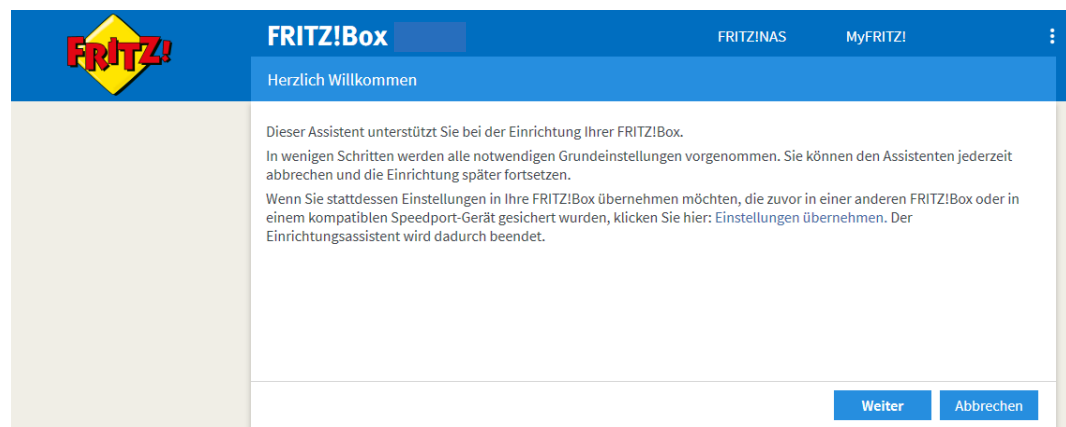 FRITZ!
FRITZ!Box
FRITZ!NAS
MyFRITZ!
Herzlich Willkommen
Dieser Assistent unterstützt Sie bei der Einrichtung Ihrer FRITZ!Box.
In wenigen Schritten werden alle notwendigen Grundeinstellungen vorgenommen. Sie können den Assistenten jederzeit
abbrechen und die Einrichtung später fortsetzen.
Wenn Sie stattdessen Einstellungen in Ihre FRITZ!Box übernehmen möchten, die zuvor in einer anderen FRITZ!Box oder in
einem kompatiblen Speedport-Gerät gesichert wurden, klicken Sie hier: Einstellungen übernehmen. Der
Einrichtungsassistent wird dadurch beendet.
Weiter
Abbrechen